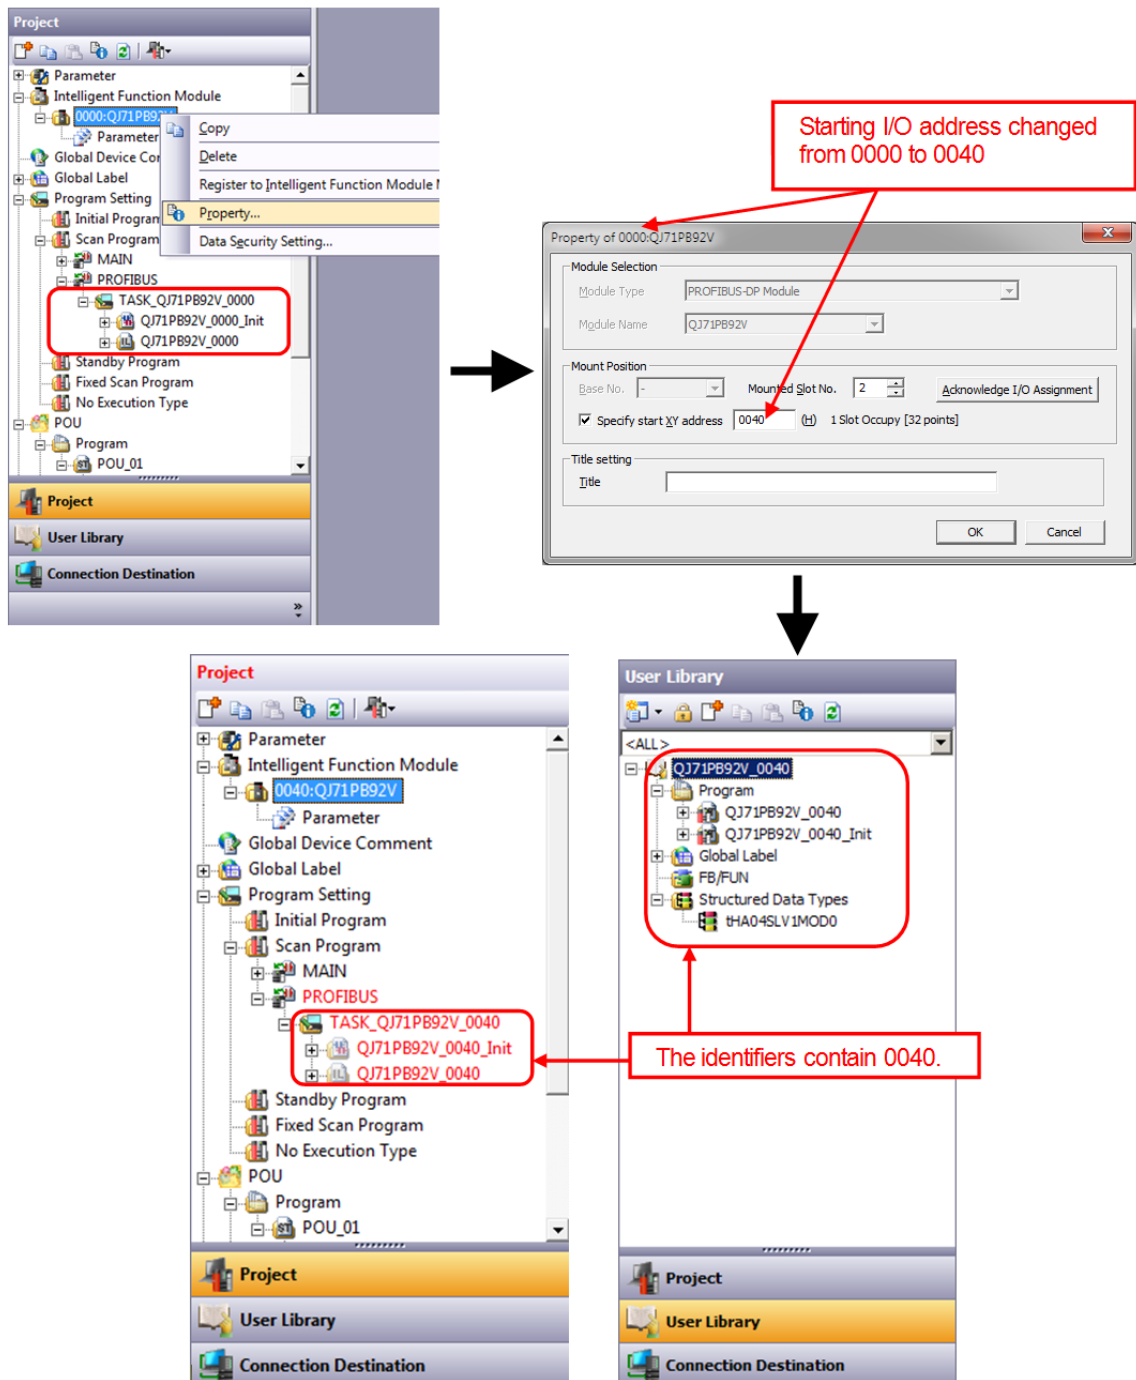 Project
Parameter
Intelligent Function Module
0000:QJ71PB92V
Parameter
Global Device Cor
Global Label
Program Setting
Initial Program
Scan Program
MAIN
PROFIBUS
TASK_QJ71PB92V_0000
QJ71PB92V_0000_Init
QJ71PB92V_0000
Standby Program
Fixed Scan Program
No Execution Type
POU
Program
POU_01
Project
User Library
Connection Destination
Copy
Delete
Register to Intelligent Function Module
Property...
Data Security Setting...
Starting I/O address changed
from 0000 to 0040
Property of 0000:QJ71PB92V
Module Selection
Module Type PROFIBUS-DP Module
Module Name QJ71PB92V
Mount Position
Base No. - Mounted Slot No. 2 Acknowledge I/O Assignment
Specify start XY address 0040 (H) 1 Slot Occupy [32 points]
Title setting
Title
OK Cancel
Project
Parameter
Intelligent Function Module
0040:QJ71PB92V
Parameter
Global Device Comment
Global Label
Program Setting
Initial Program
Scan Program
MAIN
PROFIBUS
TASK_QJ71PB92V_0040
QJ71PB92V_0040_Init
QJ71PB92V_0040
Standby Program
Fixed Scan Program
No Execution Type
POU
Program
POU_01
Project
User Library
Connection Destination
User Library
<ALL>
QJ71PB92V_0040
Program
QJ71PB92V_0040
QJ71PB92V_0040_Init
Global Label
FB/FUN
Structured Data Types
tHA04SLV1MOD0
The identifiers contain 0040.
Project
User Library
Connection Destination